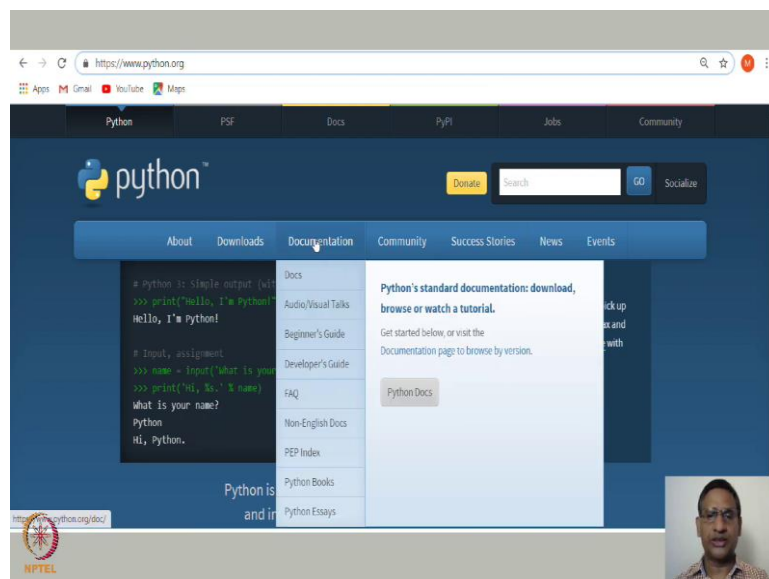 https://www.python.org
M
Apps M Gmail YouTube Maps
Python PSF Docs PyPI Jobs Community
python™
Donate Search GO Socialize
About Downloads Documentation Community Success Stories News Events
# Python 3: Simple output (wit
>>> print("Hello, I'm Python!"
Hello, I'm Python!
# Input, assignment
>>> name = input('What is your
>>> print('Hi, %s.' % name)
What is your name?
Python
Hi, Python.
Docs
Audio/Visual Talks
Beginner's Guide
Developer's Guide
FAQ
Non-English Docs
PEP Index
Python Books
Python Essays
Python's standard documentation: download,
browse or watch a tutorial.
Get started below, or visit the
Documentation page to browse by version.
Python Docs
ick up
ax and
with
Python is
and in
https://www.python.org/doc/
NPTEL